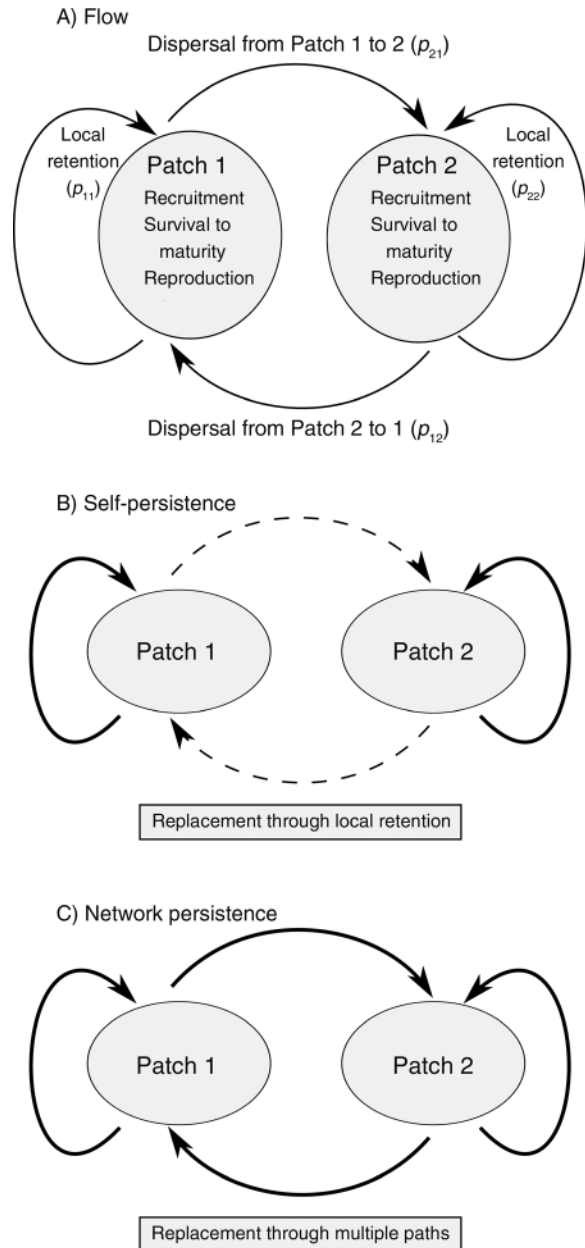 A) Flow
Dispersal from Patch 1 to 2 (p21)
Local
retention
(p11)
Patch 1
Recruitment
Survival to
maturity
Reproduction
Patch 2
Recruitment
Survival to
maturity
Reproduction
Local
retention
(p22)
Dispersal from Patch 2 to 1 (p12)
B) Self-persistence
Patch 1
Patch 2
Replacement through local retention
C) Network persistence
Patch 1
Patch 2
Replacement through multiple paths